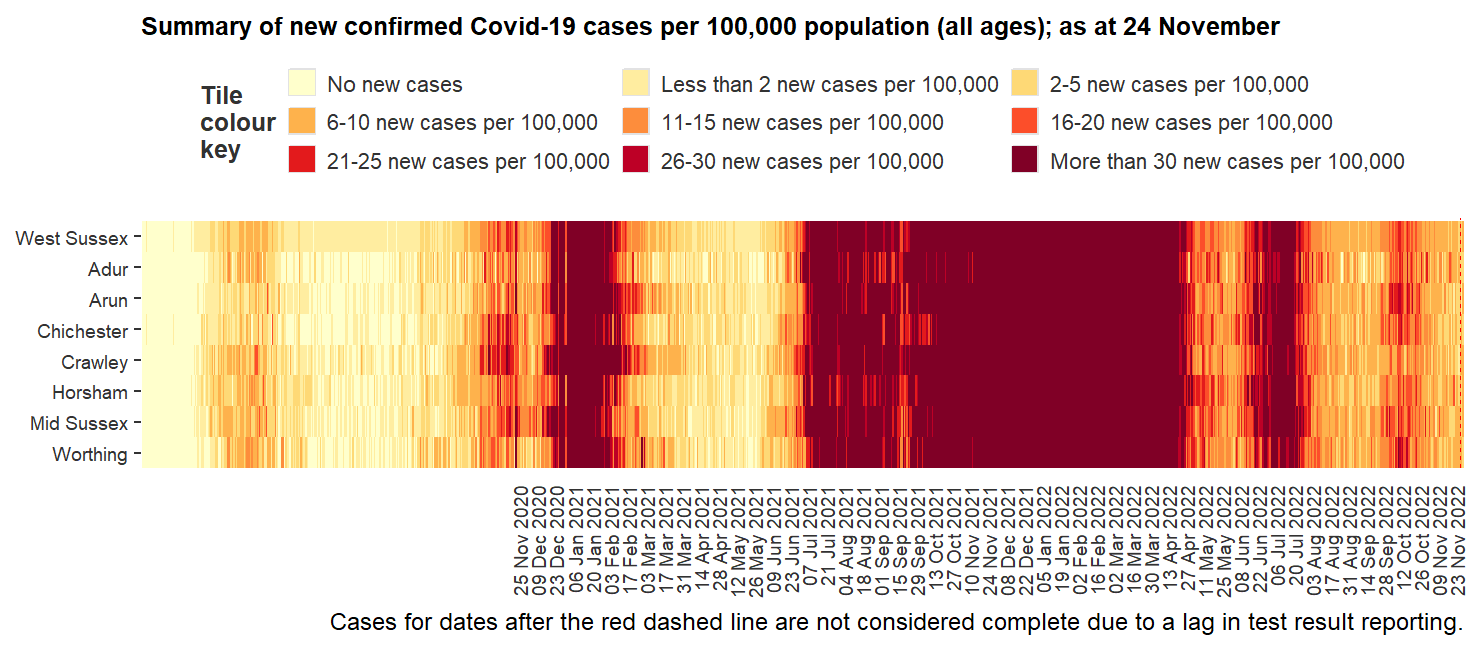 Summary of new confirmed Covid-19 cases per 100,000 population (all ages); as at 24 November
Tile
colour
key
No new cases
Less than 2 new cases per 100,000
2-5 new cases per 100,000
6-10 new cases per 100,000
11-15 new cases per 100,000
16-20 new cases per 100,000
21-25 new cases per 100,000
26-30 new cases per 100,000
More than 30 new cases per 100,000
West Sussex
Adur
Arun
Chichester
Crawley
Horsham
Mid Sussex
Worthing
25 Nov 2020
09 Dec 2020
23 Dec 2020
06 Jan 2021
20 Jan 2021
03 Feb 2021
17 Feb 2021
03 Mar 2021
17 Mar 2021
31 Mar 2021
14 Apr 2021
28 Apr 2021
12 May 2021
26 May 2021
09 Jun 2021
23 Jun 2021
07 Jul 2021
21 Jul 2021
04 Aug 2021
18 Aug 2021
01 Sep 2021
15 Sep 2021
29 Sep 2021
13 Oct 2021
27 Oct 2021
10 Nov 2021
24 Nov 2021
08 Dec 2021
22 Dec 2021
05 Jan 2022
19 Jan 2022
02 Feb 2022
16 Feb 2022
02 Mar 2022
16 Mar 2022
30 Mar 2022
13 Apr 2022
27 Apr 2022
11 May 2022
25 May 2022
08 Jun 2022
22 Jun 2022
06 Jul 2022
20 Jul 2022
03 Aug 2022
17 Aug 2022
31 Aug 2022
14 Sep 2022
28 Sep 2022
12 Oct 2022
26 Oct 2022
09 Nov 2022
23 Nov 2022
Cases for dates after the red dashed line are not considered complete due to a lag in test result reporting.